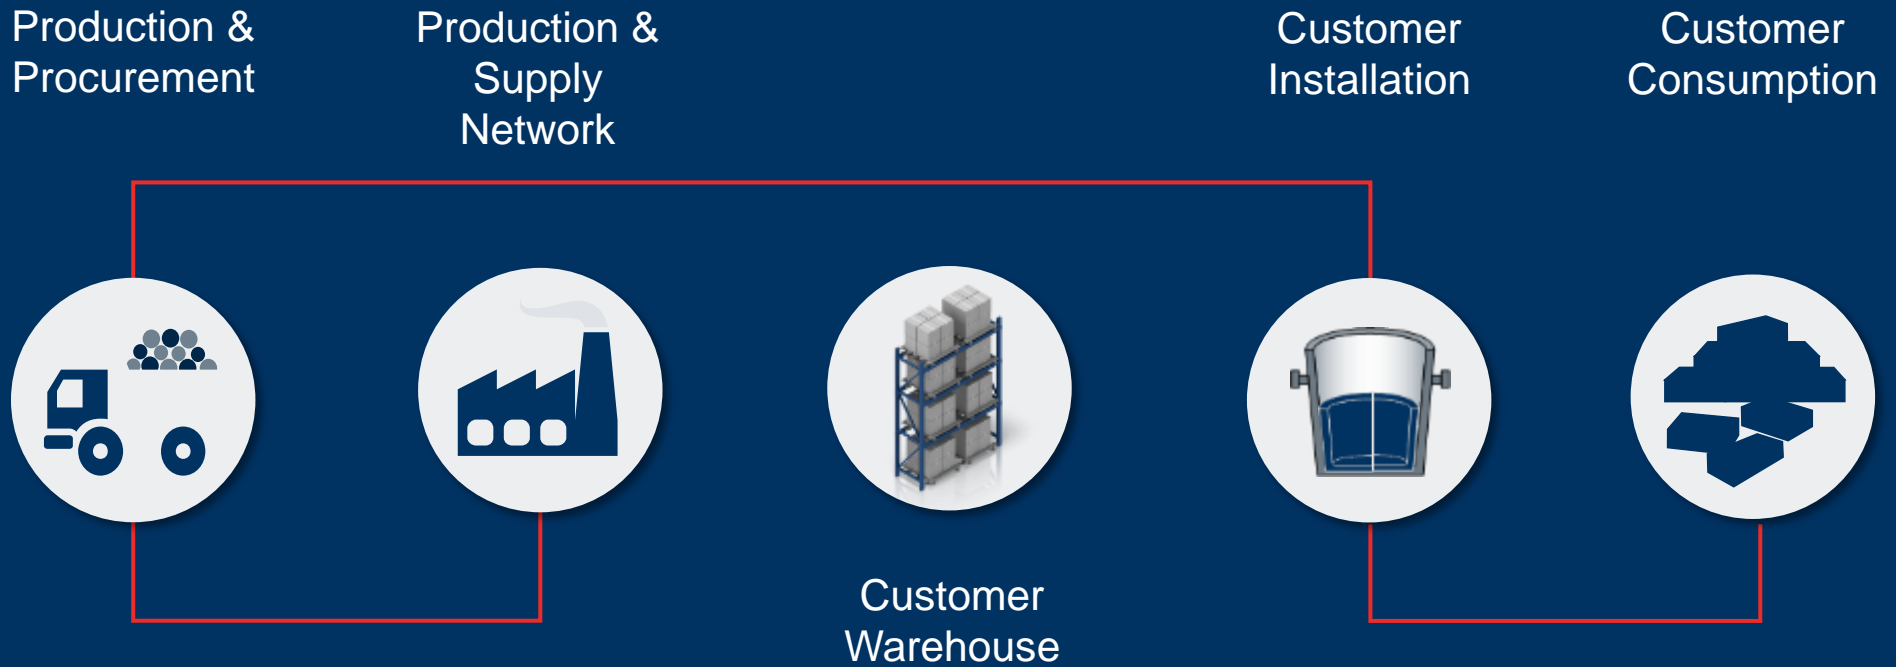 Production &
Procurement
Production &
Supply
Network
Customer
Installation
Customer
Consumption
Customer
Warehouse